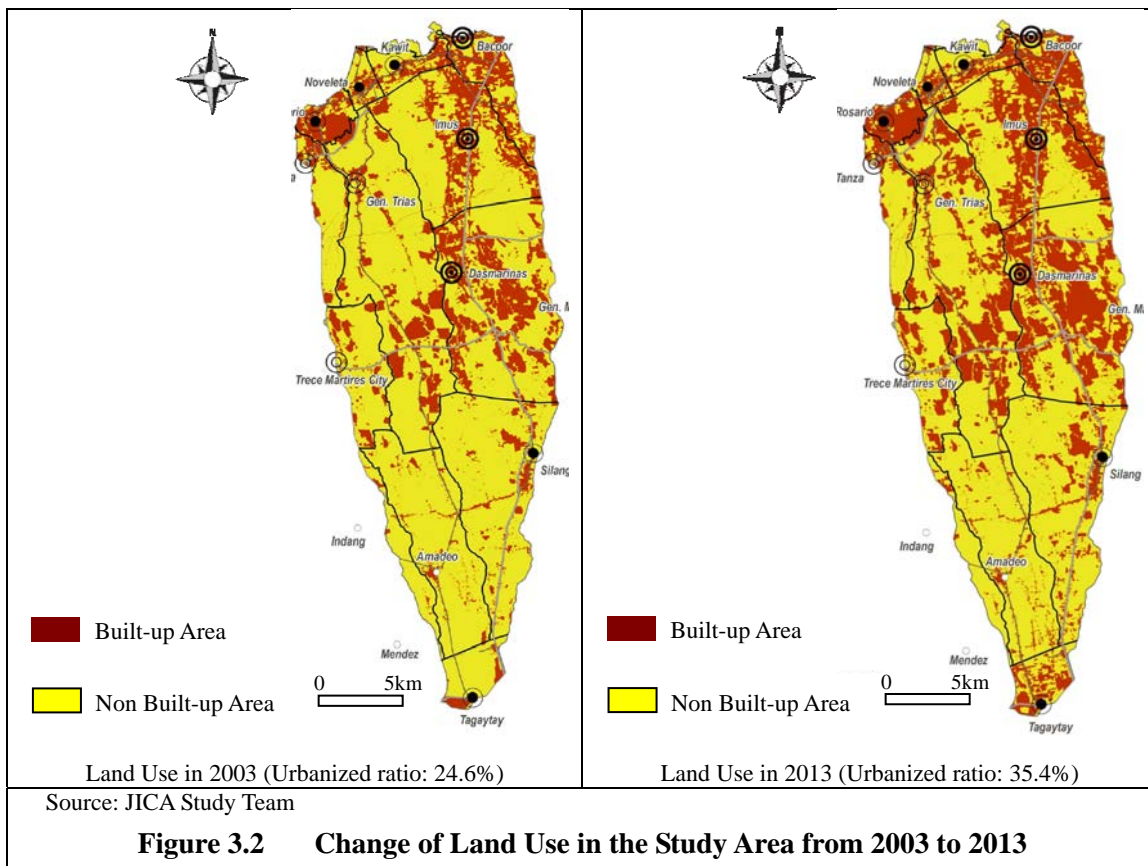 N
Kawit
Bacoor
Noveleta
ario
Imus
a
Gen. Trias
Dasmarinas
Gen. M
Trece Martires City
Silang
Indang
Amadeo
Built-up Area
Mendez
Non Built-up Area
0 5km
Tagaytay
Land Use in 2003 (Urbanized ratio: 24.6%)
Kawit
Bacoor
Noveleta
Rosario
Imus
Tanza
Gen. Trias
Dasmarinas
Gen. Ma
Trece Martires City
Silang
Indang
Amadeo
Built-up Area
Mendez
Non Built-up Area
0 5km
Tagaytay
Land Use in 2013 (Urbanized ratio: 35.4%)
Source: JICA Study Team
Figure 3.2 Change of Land Use in the Study Area from 2003 to 2013